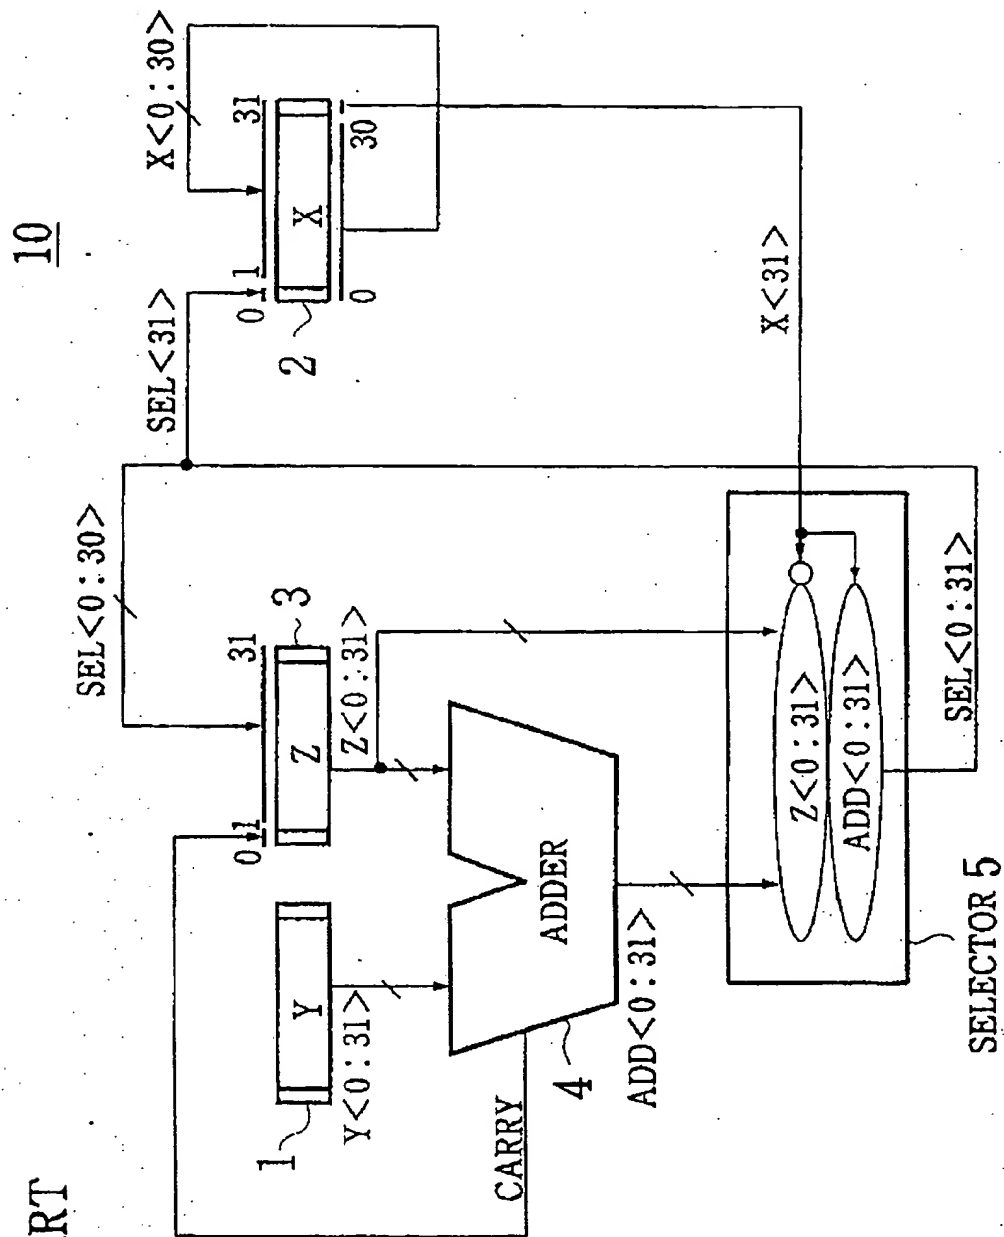 RT
10
SEL<0:30>
SEL<31>
X<0:30>
0 1 31
Y
1
Y<0:31>
0 1 31
Z
3
Z<0:31>
X
2
0 30
CARRY
ADDER
4
ADD<0:31>
X<31>
Z<0:31>
ADD<0:31>
SEL<0:31>
SELECTOR 5